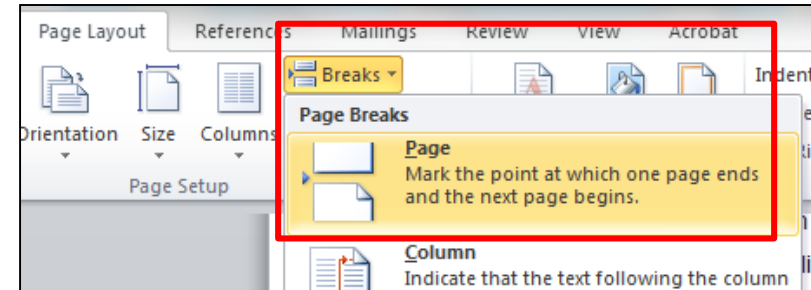 Page Layout References Mailings Review View Acrobat
Breaks
Indent
Orientation Size Columns
Page Setup
Page Breaks
Page
Mark the point at which one page ends
and the next page begins.
Column
Indicate that the text following the column